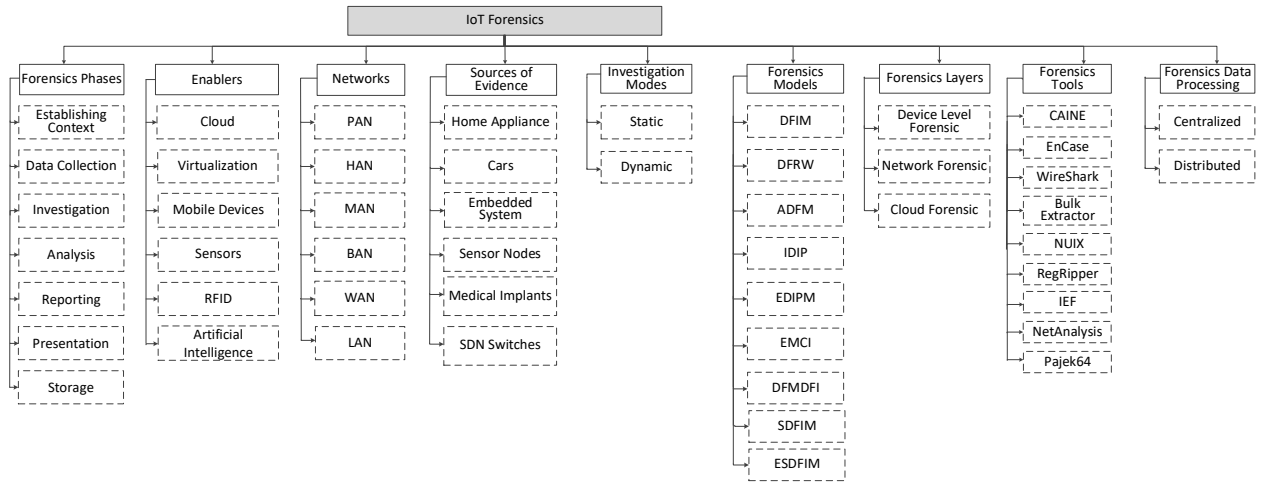 IoT Forensics
Forensics Phases
Establishing
Context
Data Collection
Investigation
Analysis
Reporting
Presentation
Storage
Enablers
Cloud
Virtualization
Mobile Devices
Sensors
RFID
Artificial
Intelligence
Networks
PAN
HAN
MAN
BAN
WAN
LAN
Sources of
Evidence
Home Appliance
Cars
Embedded
System
Sensor Nodes
Medical Implants
SDN Switches
Investigation
Modes
Static
Dynamic
Forensics
Models
DFIM
DFRW
ADFM
IDIP
EDIPM
EMCI
DFMDFI
SDFIM
ESDFIM
Forensics Layers
Device Level
Forensic
Network Forensic
Cloud Forensic
Forensics
Tools
CAINE
EnCase
WireShark
Bulk
Extractor
NUIX
RegRipper
IEF
NetAnalysis
Pajek64
Forensics Data
Processing
Centralized
Distributed